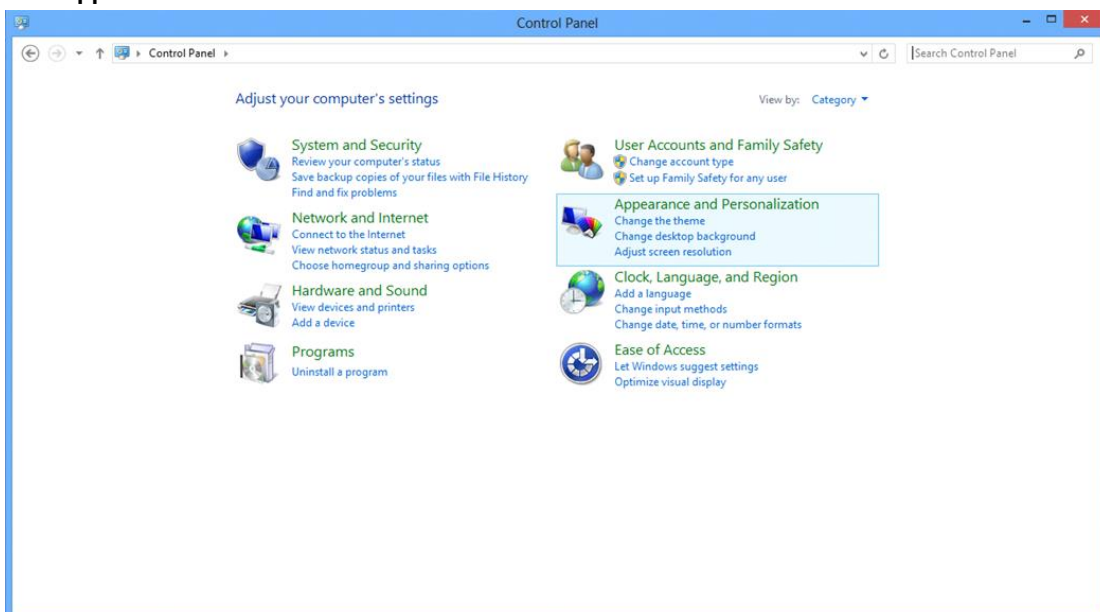 Control Panel
Control Panel
Search Control Panel
Adjust your computer's settings
View by: Category
System and Security
Review your computer's status
Save backup copies of your files with File History
Find and fix problems
Network and Internet
Connect to the Internet
View network status and tasks
Choose homegroup and sharing options
Hardware and Sound
View devices and printers
Add a device
Programs
Uninstall a program
User Accounts and Family Safety
Change account type
Set up Family Safety for any user
Appearance and Personalization
Change the theme
Change desktop background
Adjust screen resolution
Clock, Language, and Region
Add a language
Change input methods
Change date, time, or number formats
Ease of Access
Let Windows suggest settings
Optimize visual display